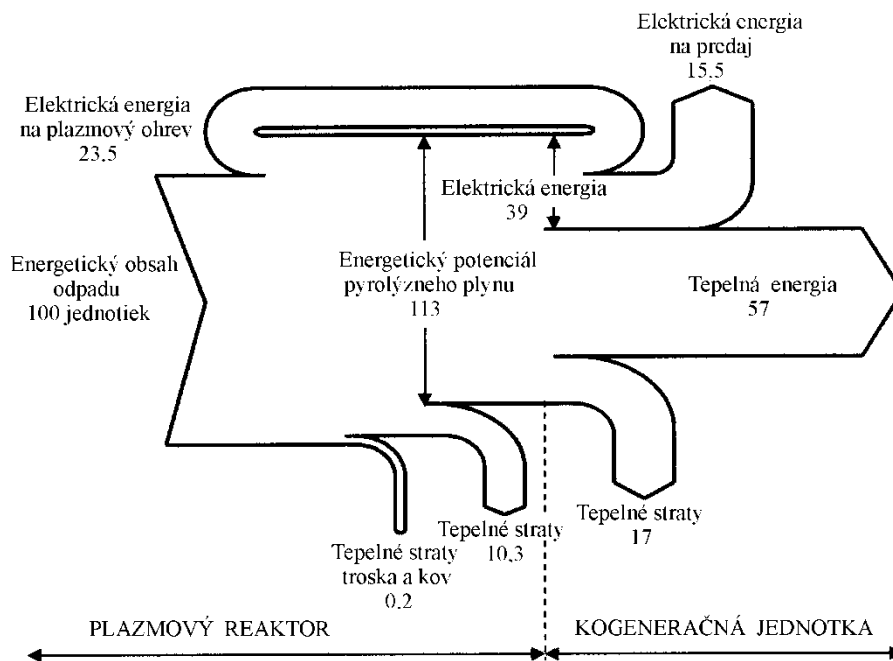 Elektrická energia
na predaj
15.5
Elektrická energia
na plazmový ohrev
23.5
Elektrická energia
39
Energetický obsah
odpadu
100 jednotiek
Energetický potenciál
pyrolýzneho plynu
113
Tepelná energia
57
Tepelné straty
17
Tepelné straty
10,3
Tepelné straty
troska a kov
0.2
PLAZMOVÝ REAKTOR
KOGENERAČNÁ JEDNOTKA